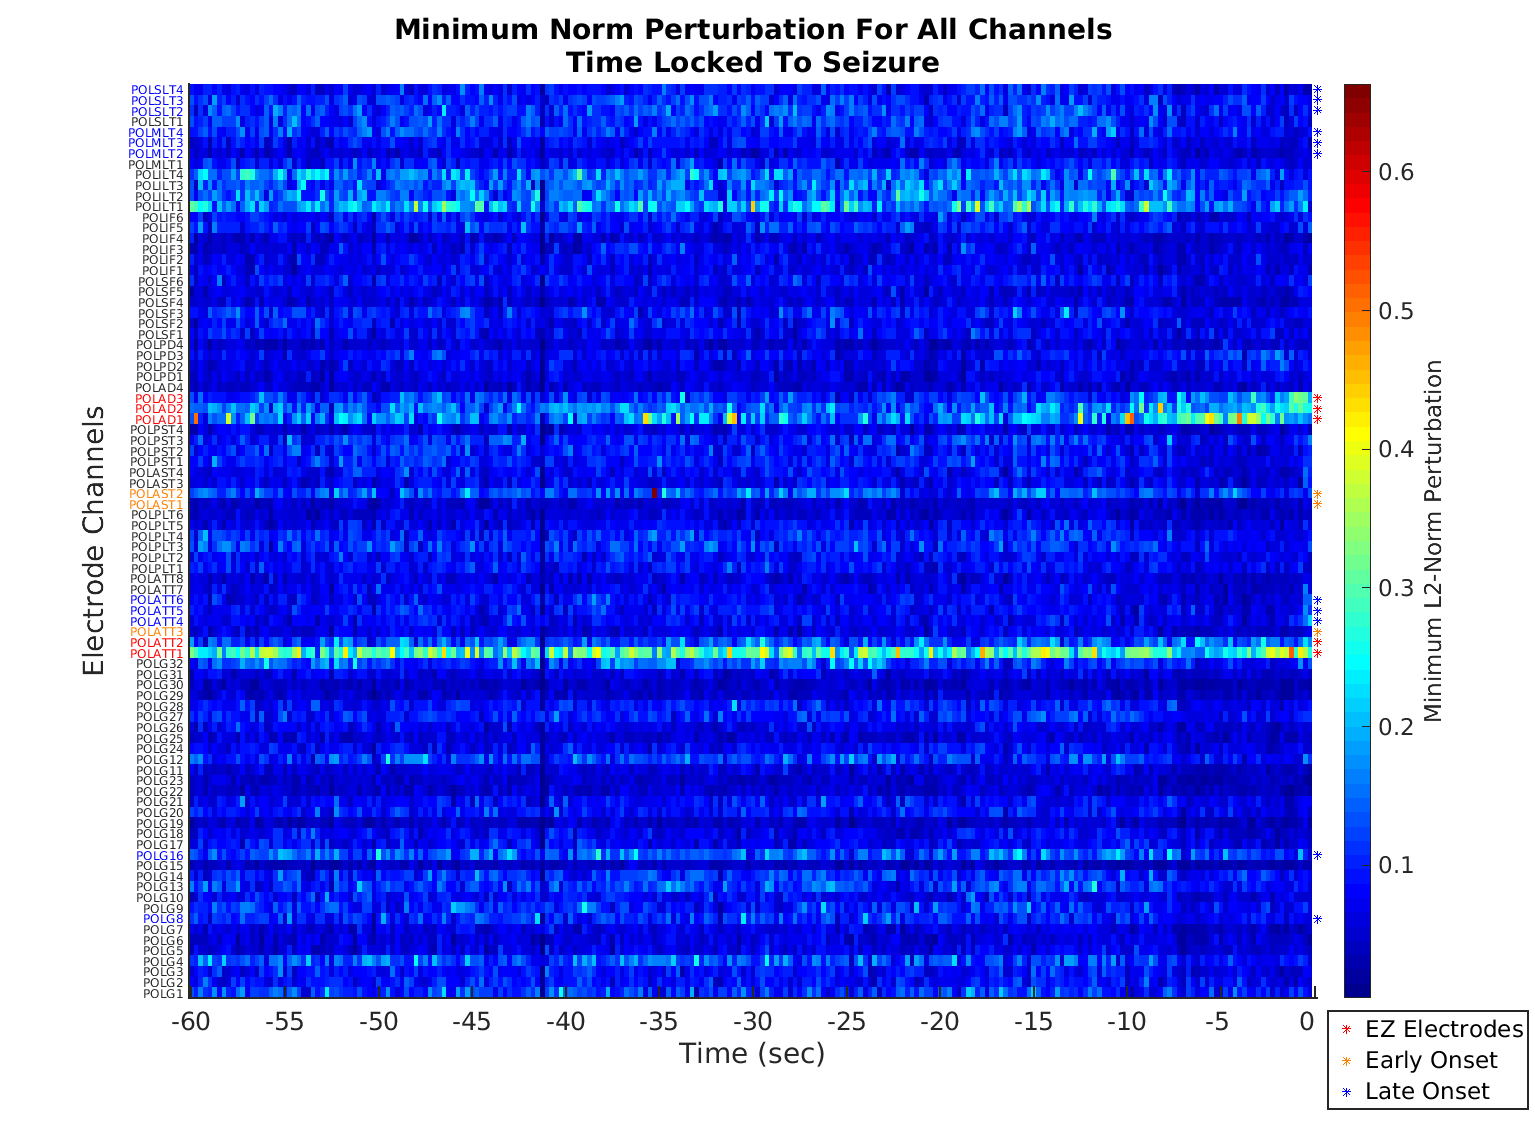 Minimum Norm Perturbation For All Channels
Time Locked To Seizure
Electrode Channels
POLSLT4
POLSLT3
POLSLT2
POLSLT1
POLMLT4
POLMLT3
POLMLT2
POLMLT1
POLILT4
POLILT3
POLILT2
POLILT1
POLIF6
POLIF5
POLIF4
POLIF3
POLIF2
POLIF1
POLSF6
POLSF5
POLSF4
POLSF3
POLSF2
POLSF1
POLPD4
POLPD3
POLPD2
POLPD1
POLAD4
POLAD3
POLAD2
POLAD1
POLPST4
POLPST3
POLPST2
POLPST1
POLAST4
POLAST3
POLAST2
POLAST1
POLPLT6
POLPLT5
POLPLT4
POLPLT3
POLPLT2
POLPLT1
POLATT8
POLATT7
POLATT6
POLATT5
POLATT4
POLATT3
POLATT2
POLATT1
POLG32
POLG31
POLG30
POLG29
POLG28
POLG27
POLG26
POLG25
POLG24
POLG12
POLG11
POLG23
POLG22
POLG21
POLG20
POLG19
POLG18
POLG17
POLG16
POLG15
POLG14
POLG13
POLG10
POLG9
POLG8
POLG7
POLG6
POLG5
POLG4
POLG3
POLG2
POLG1
-60 -55 -50 -45 -40 -35 -30 -25 -20 -15 -10 -5 0
Time (sec)
0.6
0.5
0.4
0.3
0.2
0.1
Minimum L2-Norm Perturbation
EZ Electrodes
Early Onset
Late Onset